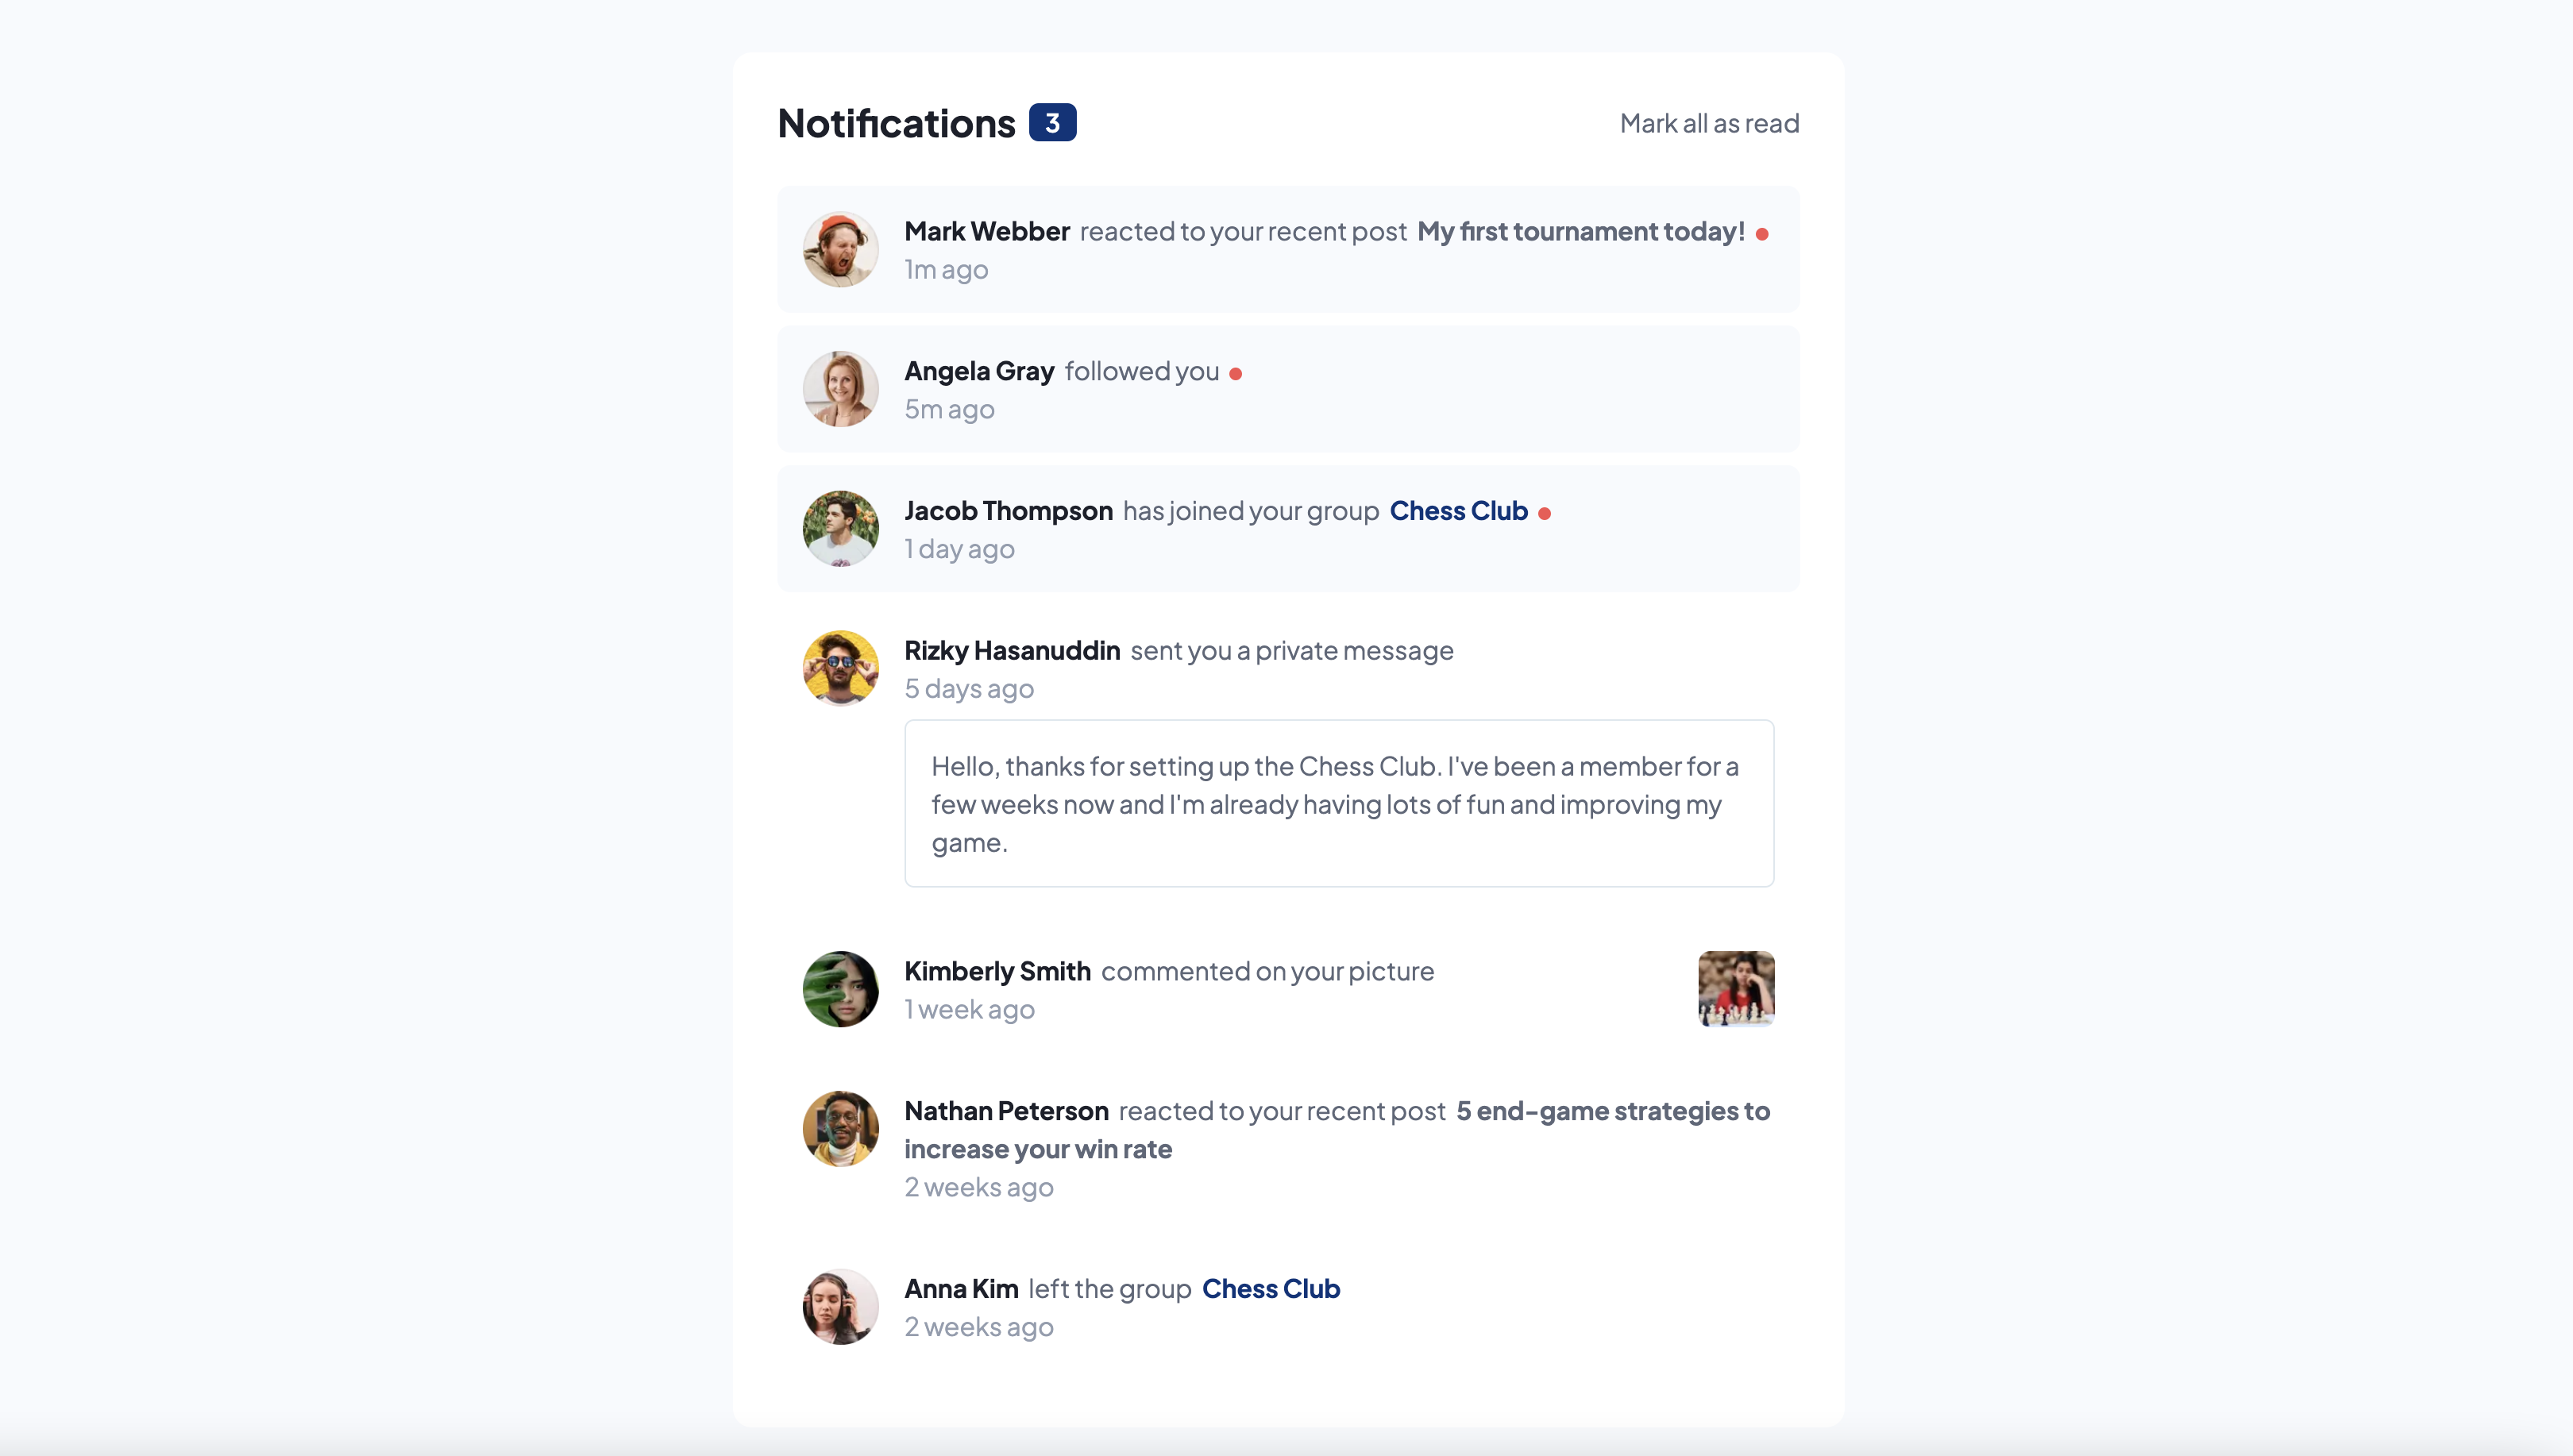 Notifications 3
Mark all as read
Mark Webber reacted to your recent post My first tournament today!
1m ago
Angela Gray followed you
5m ago
Jacob Thompson has joined your group Chess Club
1 day ago
Rizky Hasanuddin sent you a private message
5 days ago
Hello, thanks for setting up the Chess Club. I've been a member for a
few weeks now and I'm already having lots of fun and improving my
game.
Kimberly Smith commented on your picture
1 week ago
Nathan Peterson reacted to your recent post 5 end-game strategies to
increase your win rate
2 weeks ago
Anna Kim left the group Chess Club
2 weeks ago